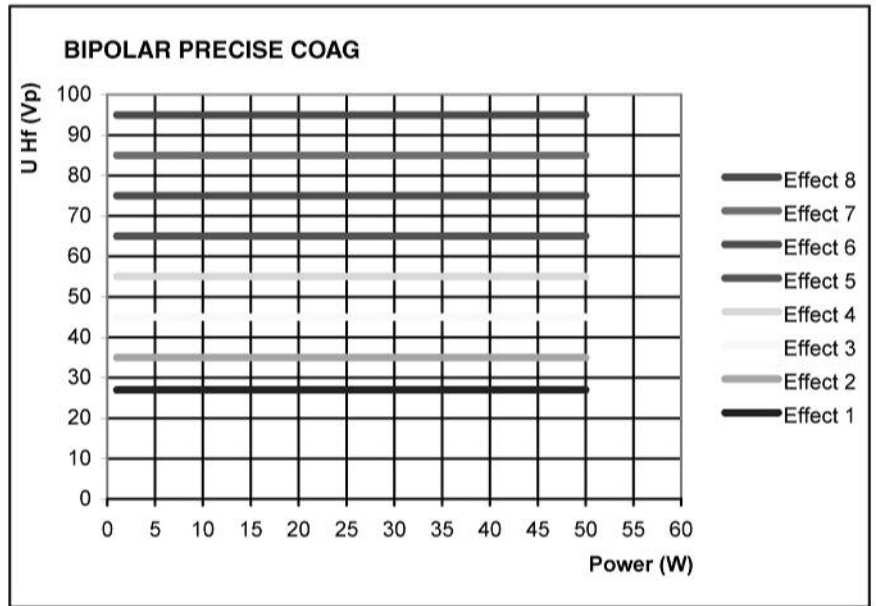 BIPOLAR PRECISE COAG
U Hf (Vp)
100
90
80
70
60
50
40
30
20
10
0
0 5 10 15 20 25 30 35 40 45 50 55 60
Power (W)
Effect 8
Effect 7
Effect 6
Effect 5
Effect 4
Effect 3
Effect 2
Effect 1